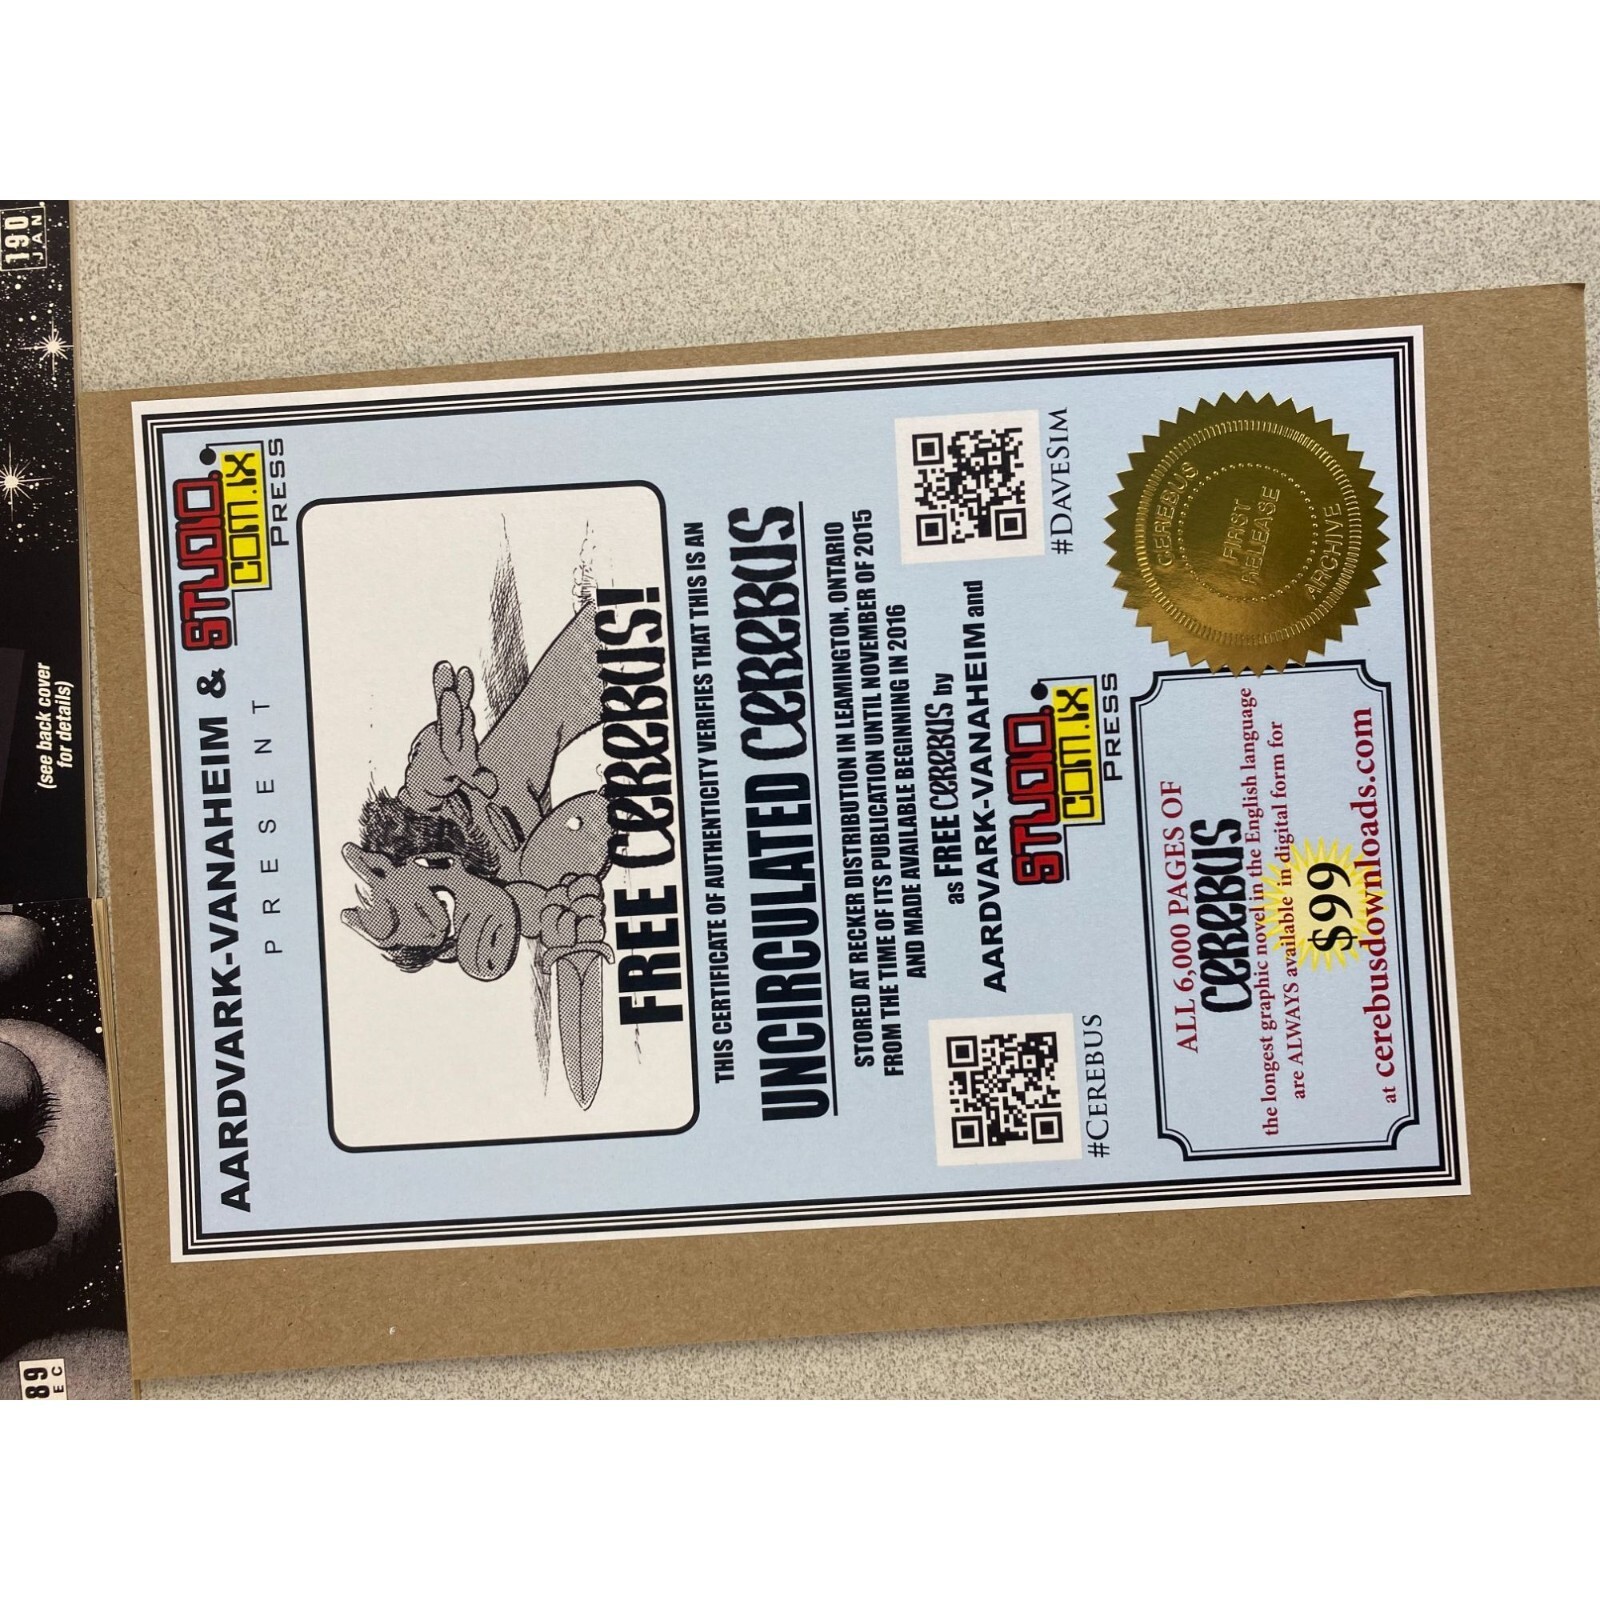 AARDVARK-VANAHEIM & STUDIO.
COM.IX
PRESS
PRESENT
FREE CEREBUS!
THIS CERTIFICATE OF AUTHENTICITY VERIFIES THAT THIS IS AN
UNCIRCULATED CEREBUS
STORED AT RECKER DISTRIBUTION IN LEAMINGTON, ONTARIO
FROM THE TIME OF ITS PUBLICATION UNTIL NOVEMBER OF 2015
AND MADE AVAILABLE BEGINNING IN 2016
as FREE CEREBUS by
AARDVARK-VANAHEIM and
STUDIO.
COM.IX
PRESS
#CEREBUS
#DAVESIM
ALL 6,000 PAGES OF
CEREBUS
the longest graphic novel in the English language
are ALWAYS available in digital form for
$99
at cerebusdownloads.com
CEREBUS
FIRST
RELEASE
ARCHIVE
(see back cover
for details)
190
JAN
89
EC